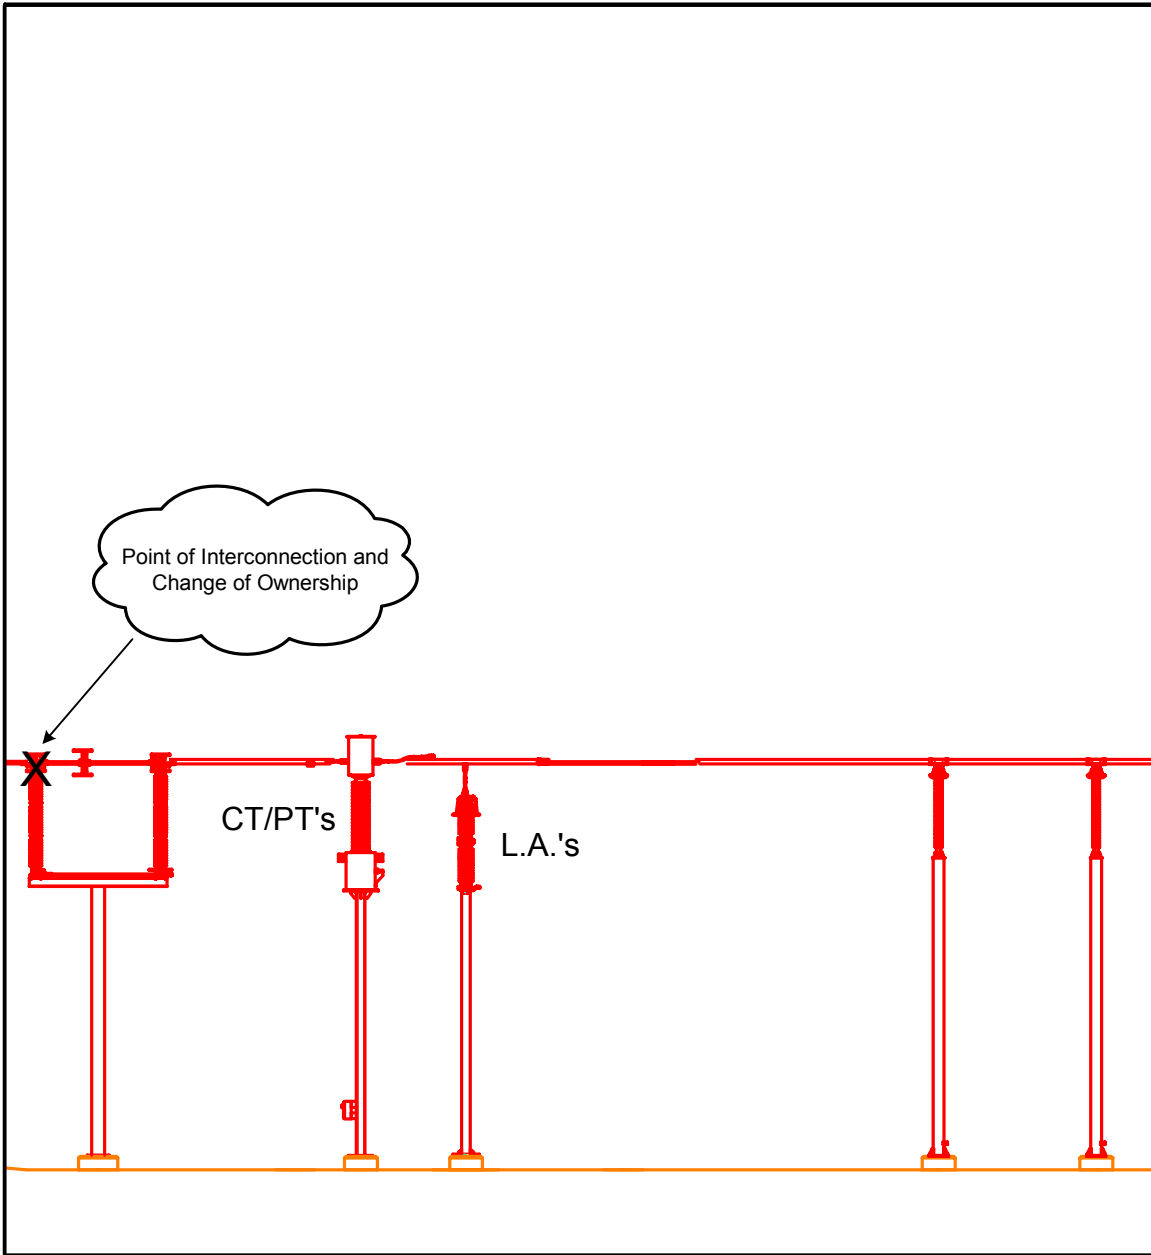 Point of Interconnection and
Change of Ownership
X
CT/PT's
L.A.'s